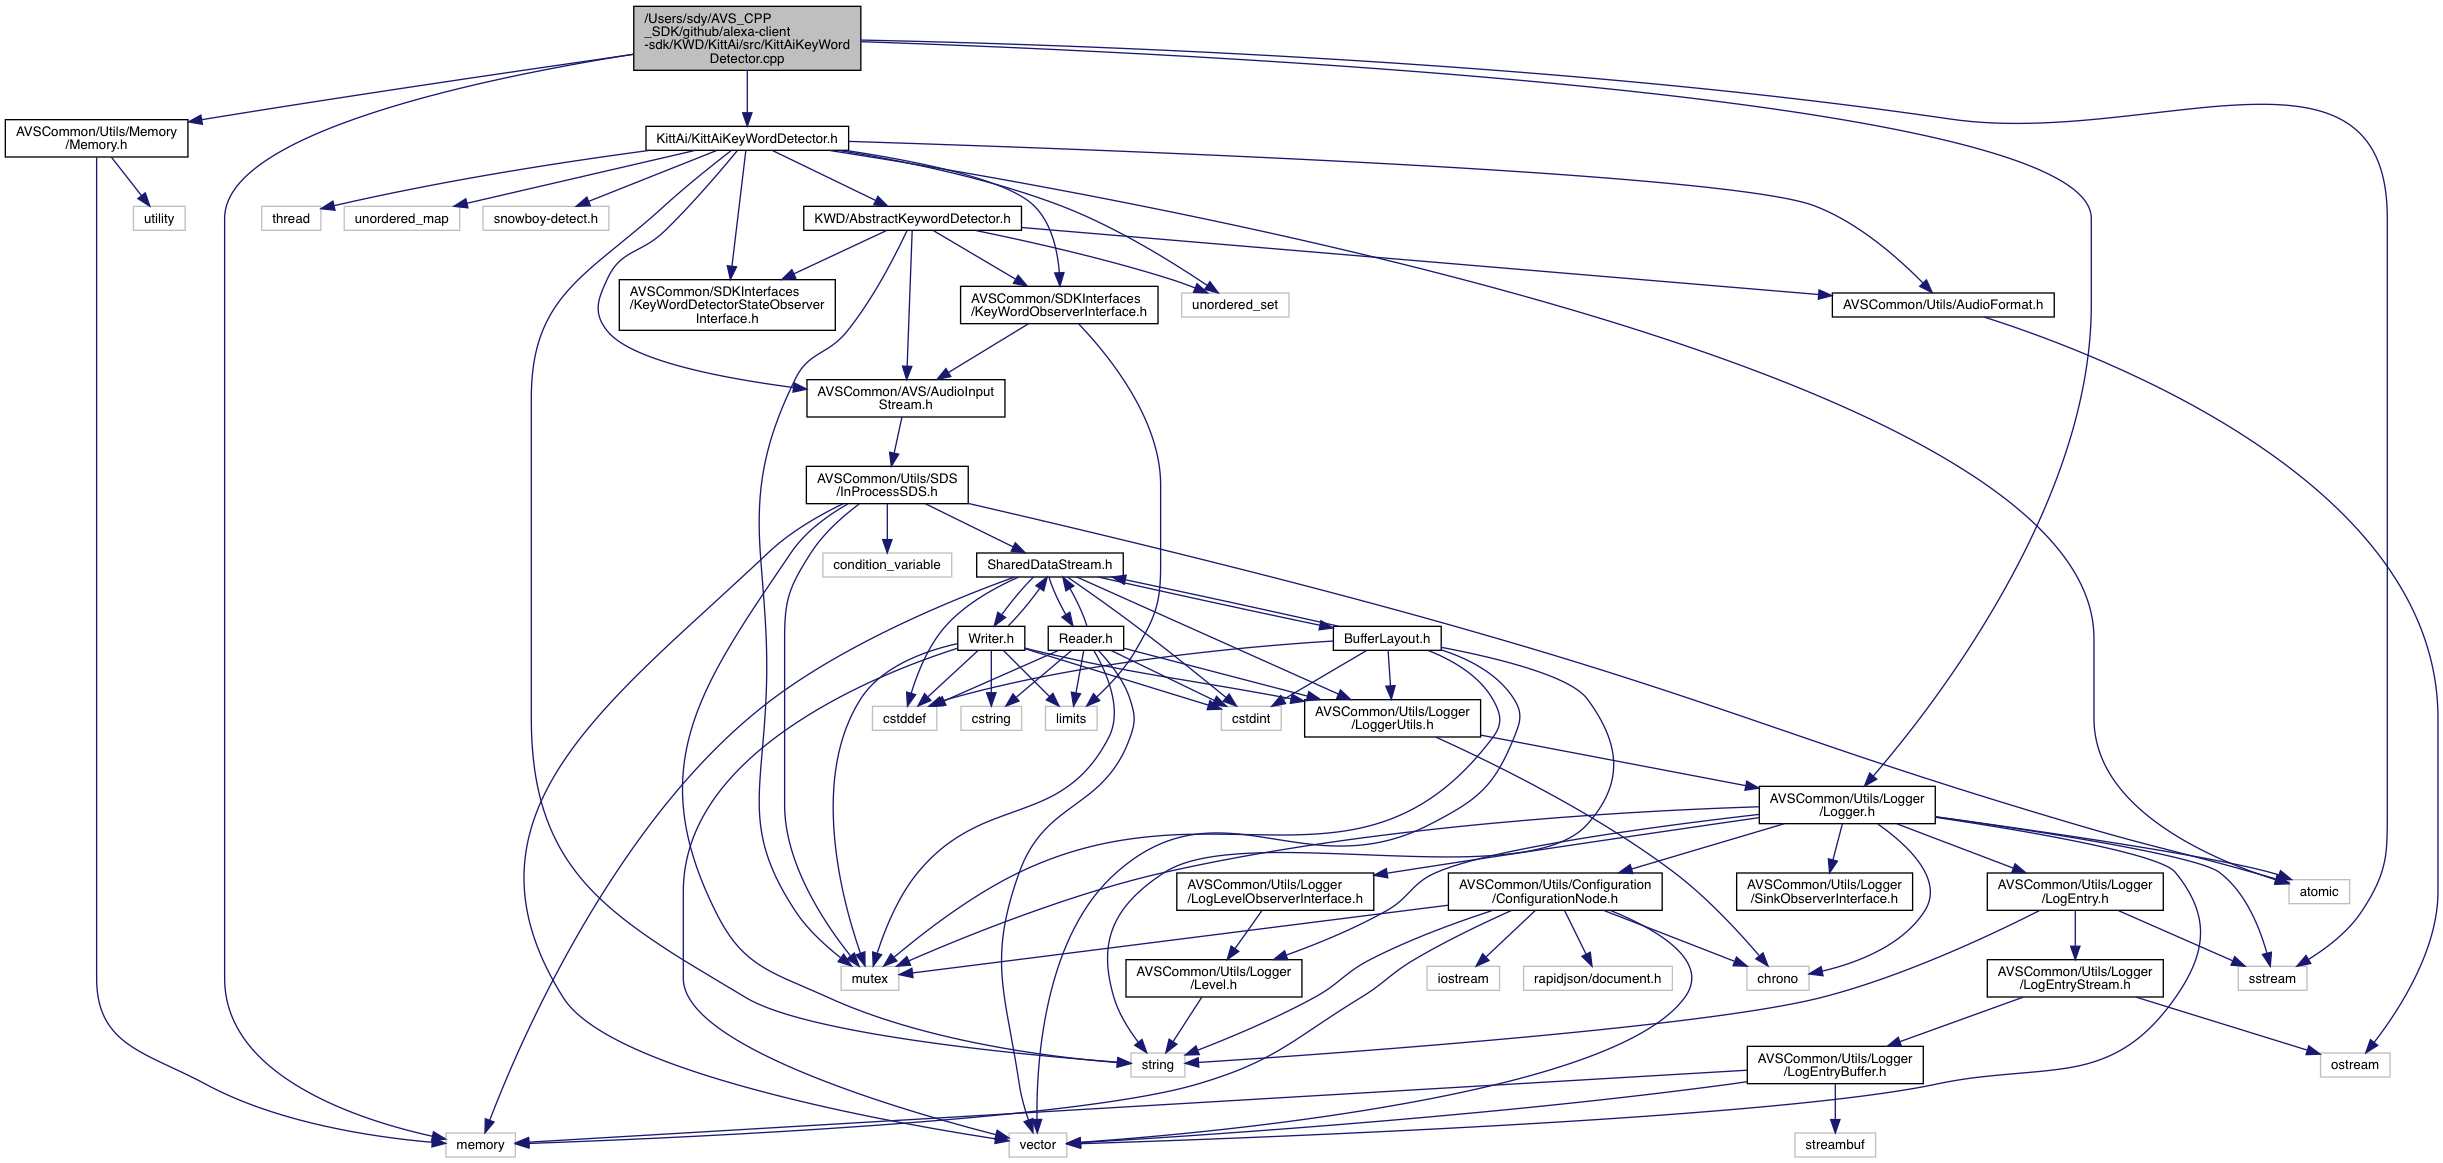 /Users/sdy/AVS_CPP
_SDK/github/alexa-client
-sdk/KWD/KittAi/src/KittAiKeyWord
Detector.cpp
AVSCommon/Utils/Memory
/Memory.h
KittAi/KittAiKeyWordDetector.h
utility
thread
unordered_map
snowboy-detect.h
KWD/AbstractKeywordDetector.h
AVSCommon/SDKInterfaces
/KeyWordDetectorStateObserver
Interface.h
AVSCommon/SDKInterfaces
/KeyWordObserverInterface.h
unordered_set
AVSCommon/Utils/AudioFormat.h
AVSCommon/AVS/AudioInput
Stream.h
AVSCommon/Utils/SDS
/InProcessSDS.h
condition_variable
SharedDataStream.h
Writer.h
Reader.h
BufferLayout.h
cstddef
cstring
limits
cstdint
AVSCommon/Utils/Logger
/LoggerUtils.h
AVSCommon/Utils/Logger
/Logger.h
AVSCommon/Utils/Logger
/LogLevelObserverInterface.h
AVSCommon/Utils/Configuration
/ConfigurationNode.h
AVSCommon/Utils/Logger
/SinkObserverInterface.h
AVSCommon/Utils/Logger
/LogEntry.h
atomic
mutex
AVSCommon/Utils/Logger
/Level.h
iostream
rapidjson/document.h
chrono
AVSCommon/Utils/Logger
/LogEntryStream.h
sstream
string
AVSCommon/Utils/Logger
/LogEntryBuffer.h
ostream
memory
vector
streambuf